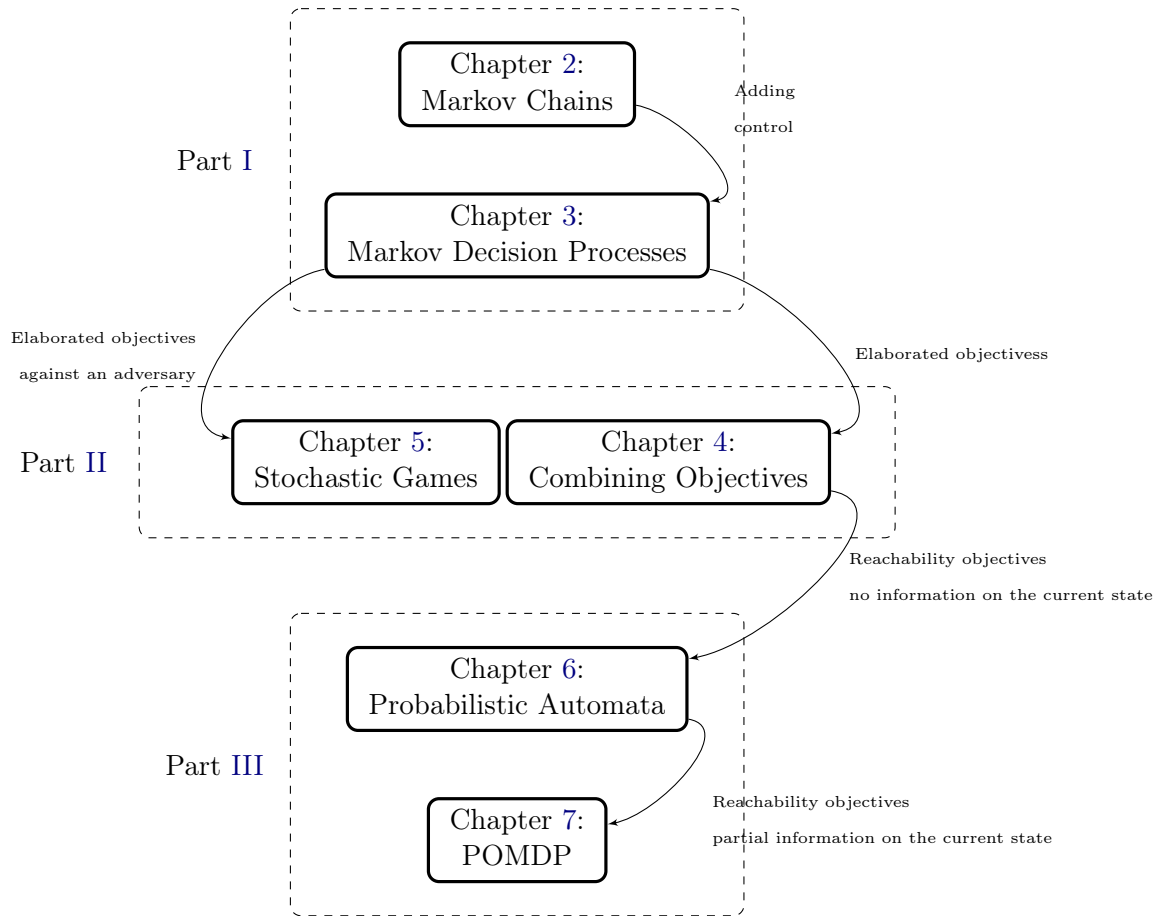 Chapter 2:
Markov Chains
Adding
control
Part I
Chapter 3:
Markov Decision Processes
Elaborated objectives
against an adversary
Elaborated objectivess
Part II
Chapter 5:
Stochastic Games
Chapter 4:
Combining Objectives
Reachability objectives
no information on the current state
Chapter 6:
Probabilistic Automata
Part III
Reachability objectives
partial information on the current state
Chapter 7:
POMDP